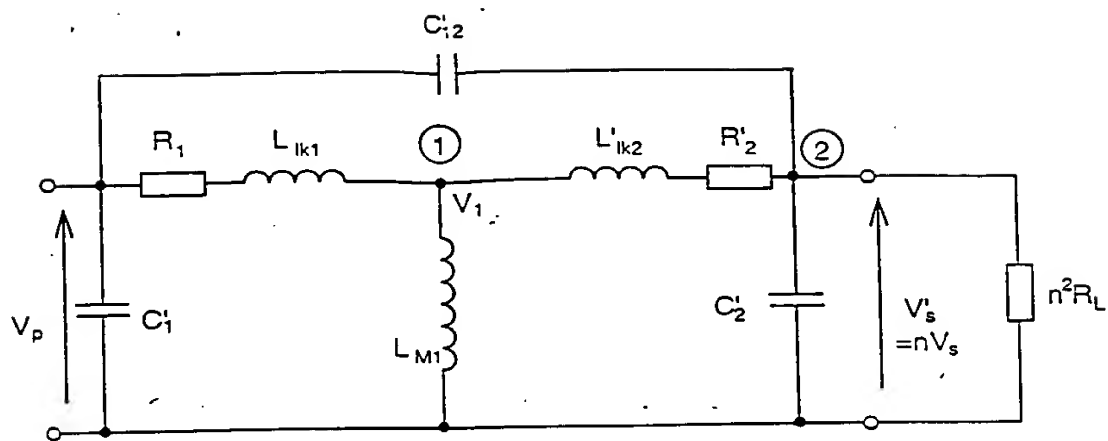 C'12
R1
Llk1
1
L'lk2
R'2
2
V1
Vp
C'1
LM1
C'2
V's
=nVs
n²RL